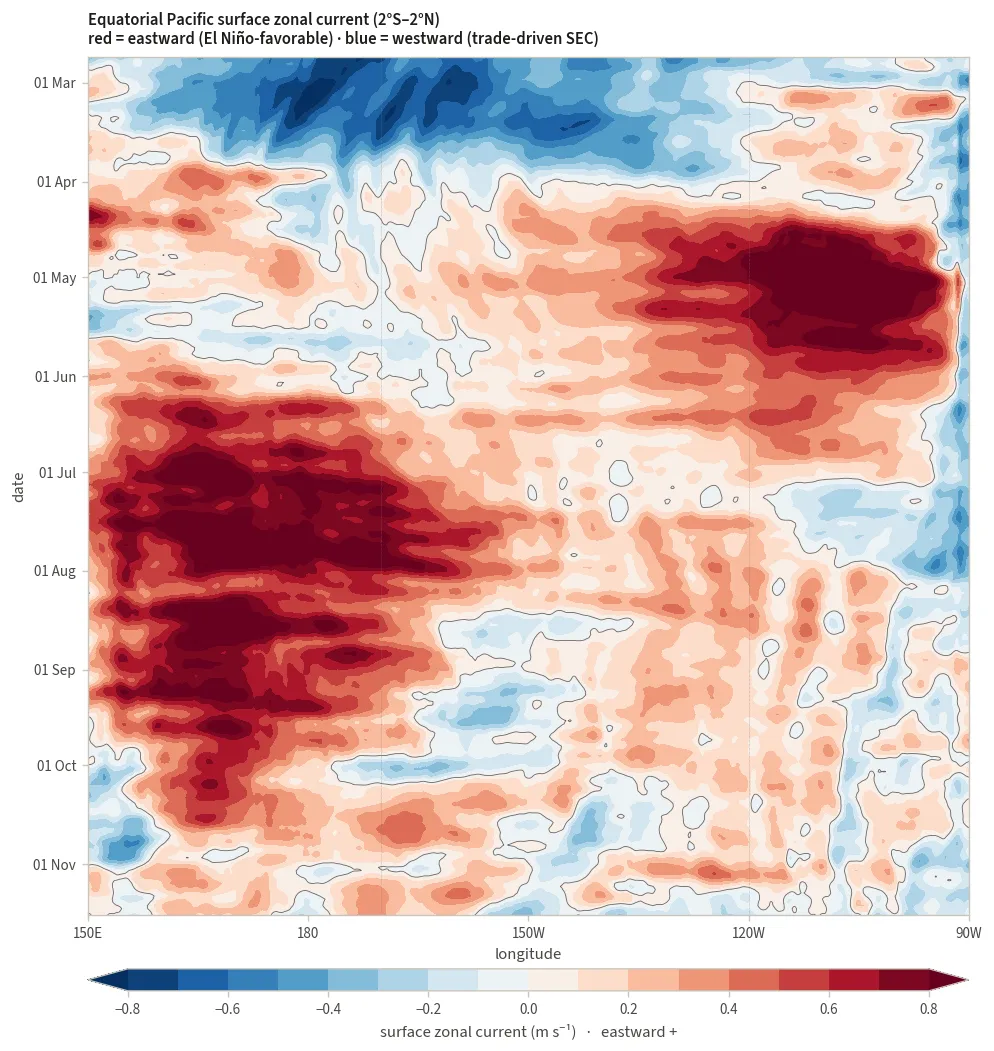 Equatorial Pacific surface zonal current (2°S–2°N)
red = eastward (El Niño-favorable) · blue = westward (trade-driven SEC)
01 Mar
01 Apr
01 May
01 Jun
01 Jul
01 Aug
01 Sep
01 Oct
01 Nov
date
150E 180 150W 120W 90W
longitude
−0.8 −0.6 −0.4 −0.2 0.0 0.2 0.4 0.6 0.8
surface zonal current (m s⁻¹) · eastward +